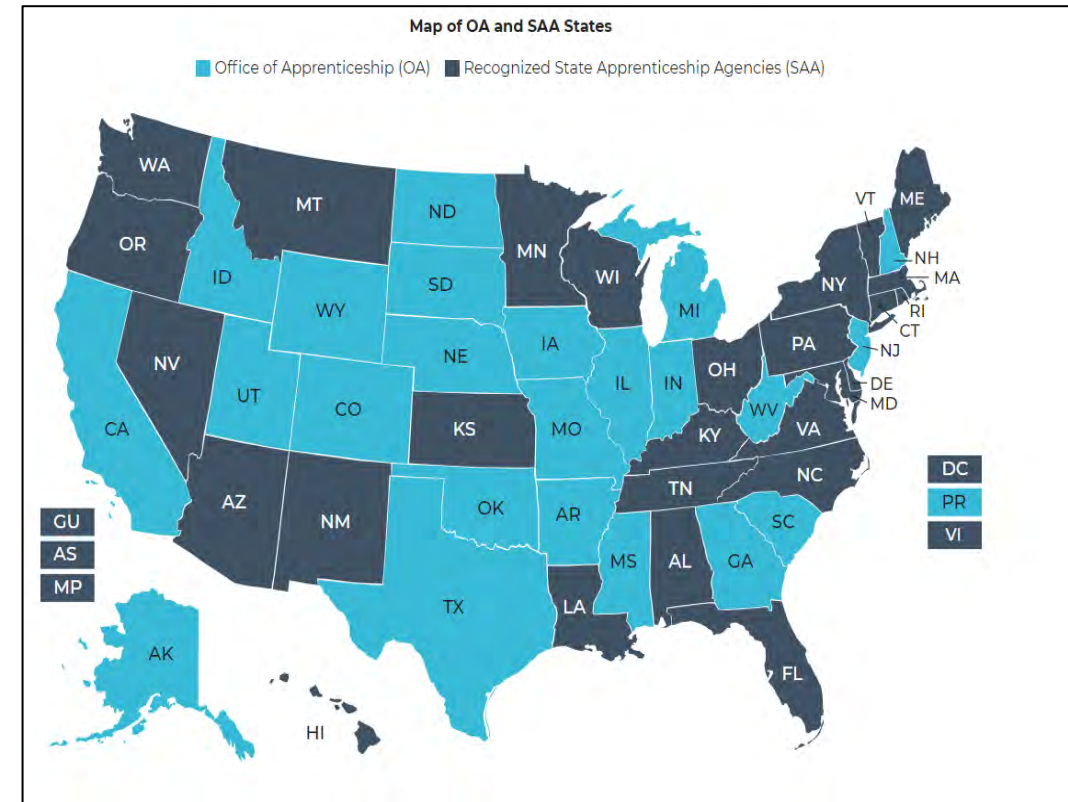 Map of OA and SAA States
Office of Apprenticeship (OA) Recognized State Apprenticeship Agencies (SAA)
WA
MT
ND
MN
VT
ME
OR
ID
SD
WI
NH
MA
NY
WY
MI
RI
CT
NV
NE
IA
PA
NJ
UT
CO
IL
IN
OH
DE
MD
CA
KS
MO
WV
VA
KY
AZ
NM
OK
AR
TN
NC
DC
SC
PR
GU
MS
AL
GA
VI
AS
MP
TX
LA
AK
FL
HI